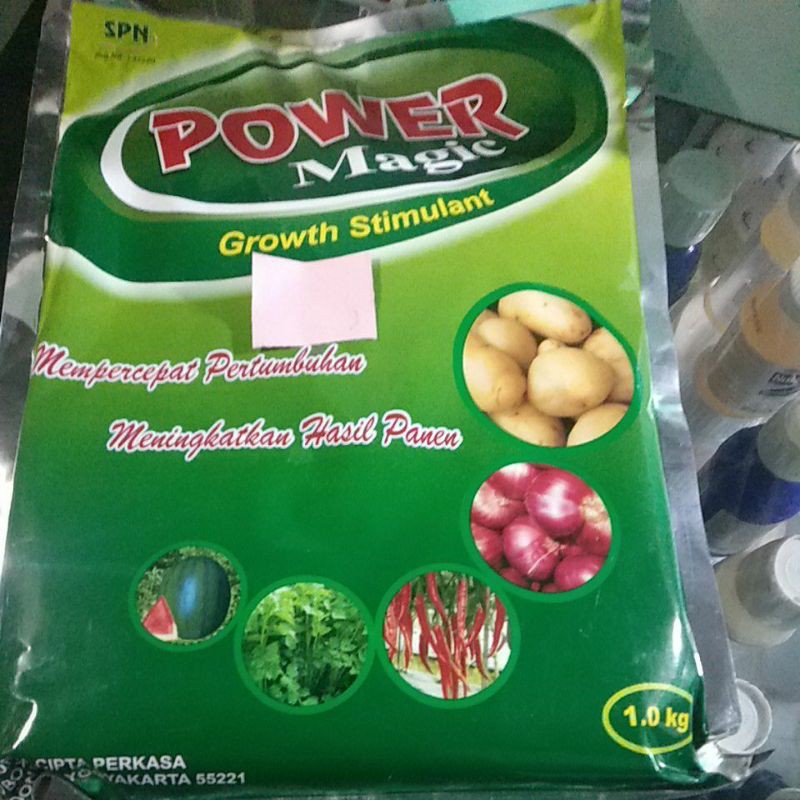 SPN
POWER
Magic
Growth Stimulant
Mempercepat Pertumbuhan
Meningkatkan Hasil Panen
1.0 kg
CIPTA PERKASA
YOGYAKARTA 55221